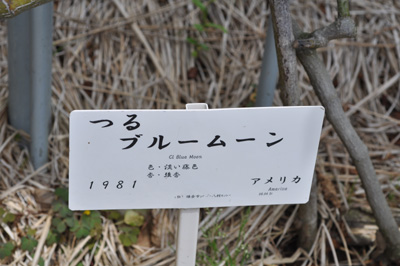 つる
ブルームーン
Cl Blue Moon
色・淡い藤色
香・強香
1981 アメリカ
America